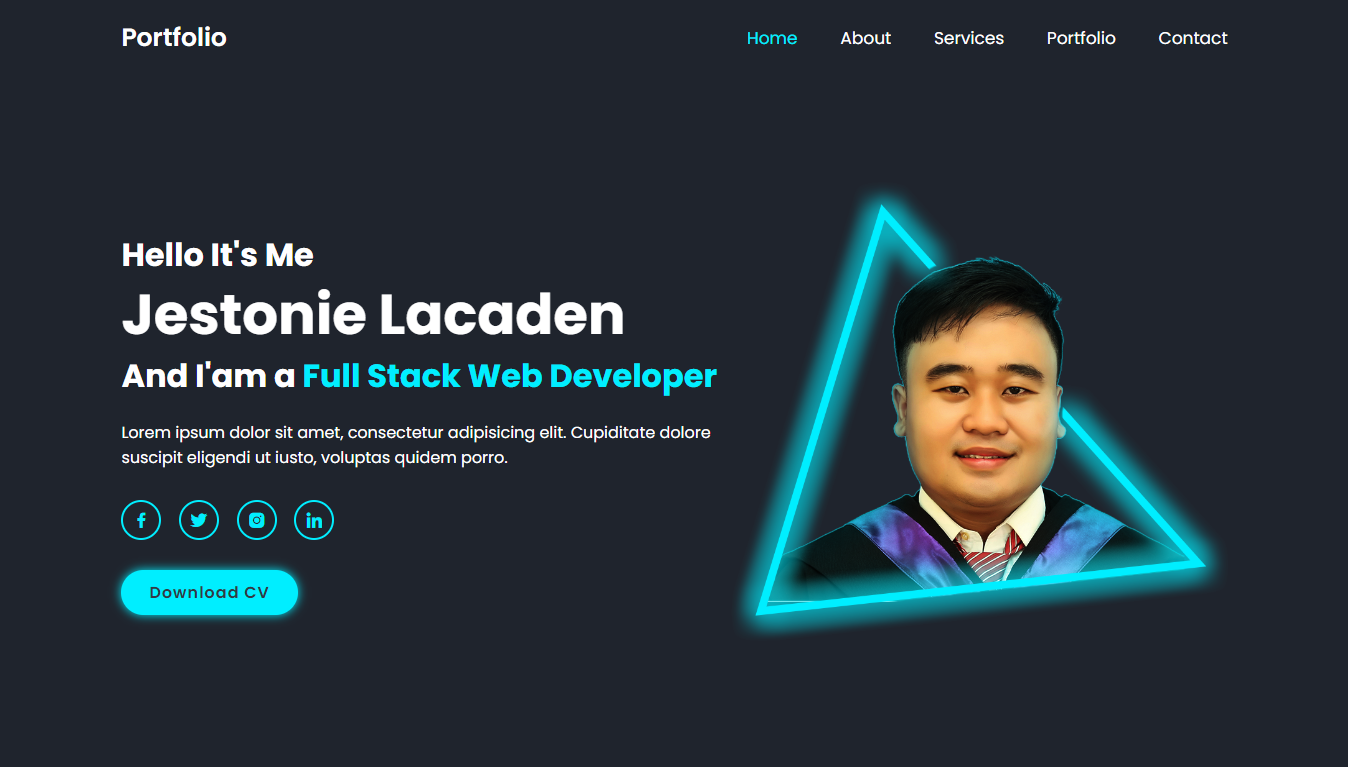 Portfolio
Home About Services Portfolio Contact
Hello It's Me
Jestonie Lacaden
And I'am a Full Stack Web Developer
Lorem ipsum dolor sit amet, consectetur adipisicing elit. Cupiditate dolore
suscipit eligendi ut iusto, voluptas quidem porro.
Download CV